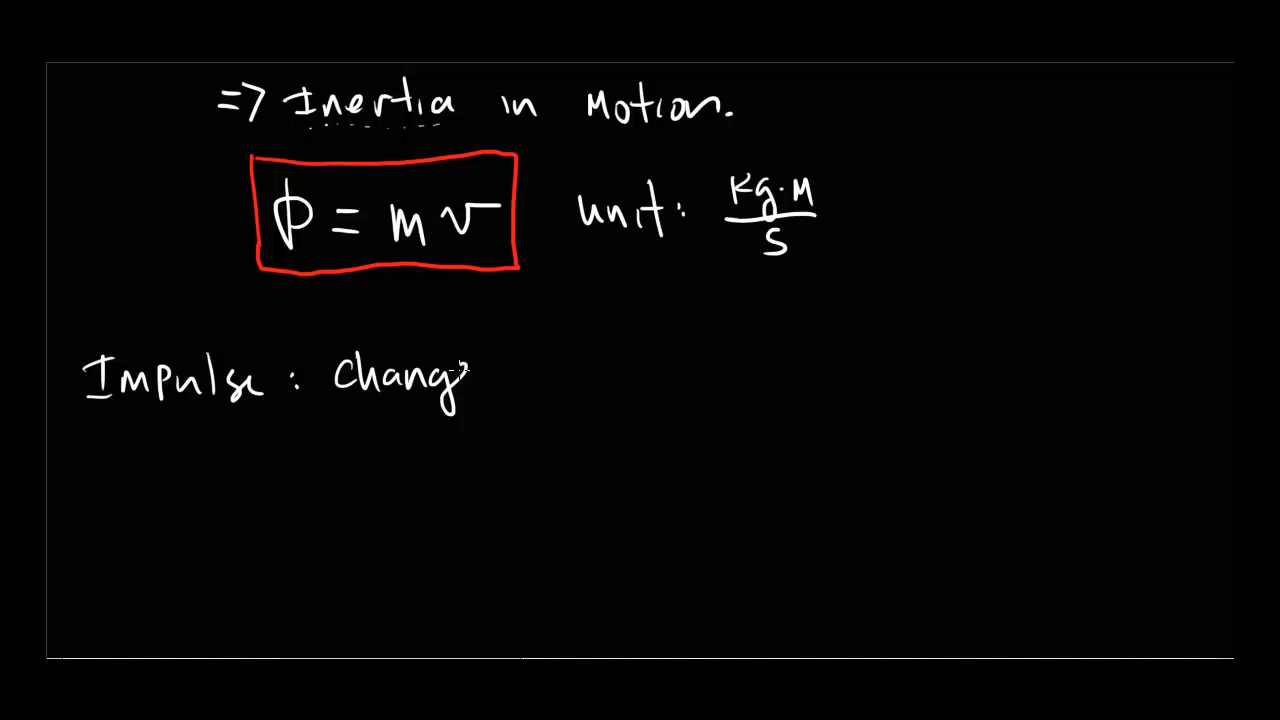 => Inertia in Motion.
p = mv unit: kg·m/s
Impulse: Chang